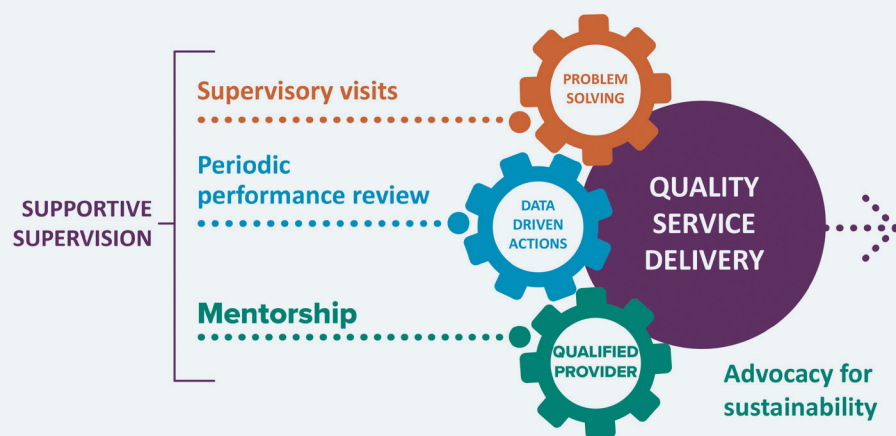 SUPPORTIVE
SUPERVISION
Supervisory visits
PROBLEM
SOLVING
Periodic
performance review
DATA
DRIVEN
ACTIONS
Mentorship
QUALIFIED
PROVIDER
QUALITY
SERVICE
DELIVERY
Advocacy for
sustainability